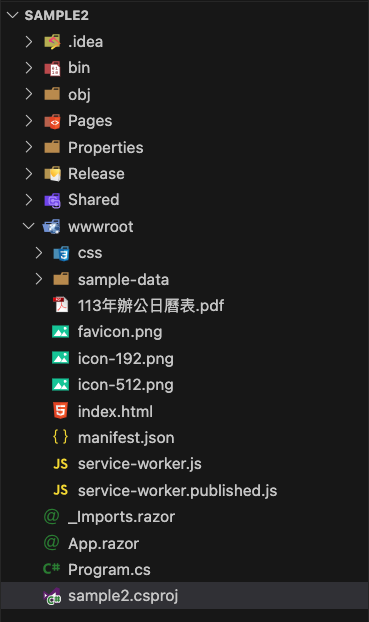 SAMPLE2
.idea
bin
obj
Pages
Properties
Release
Shared
wwwroot
css
sample-data
113年辦公日曆表.pdf
favicon.png
icon-192.png
icon-512.png
index.html
{ } manifest.json
JS service-worker.js
JS service-worker.published.js
@ _Imports.razor
@ App.razor
C# Program.cs
sample2.csproj